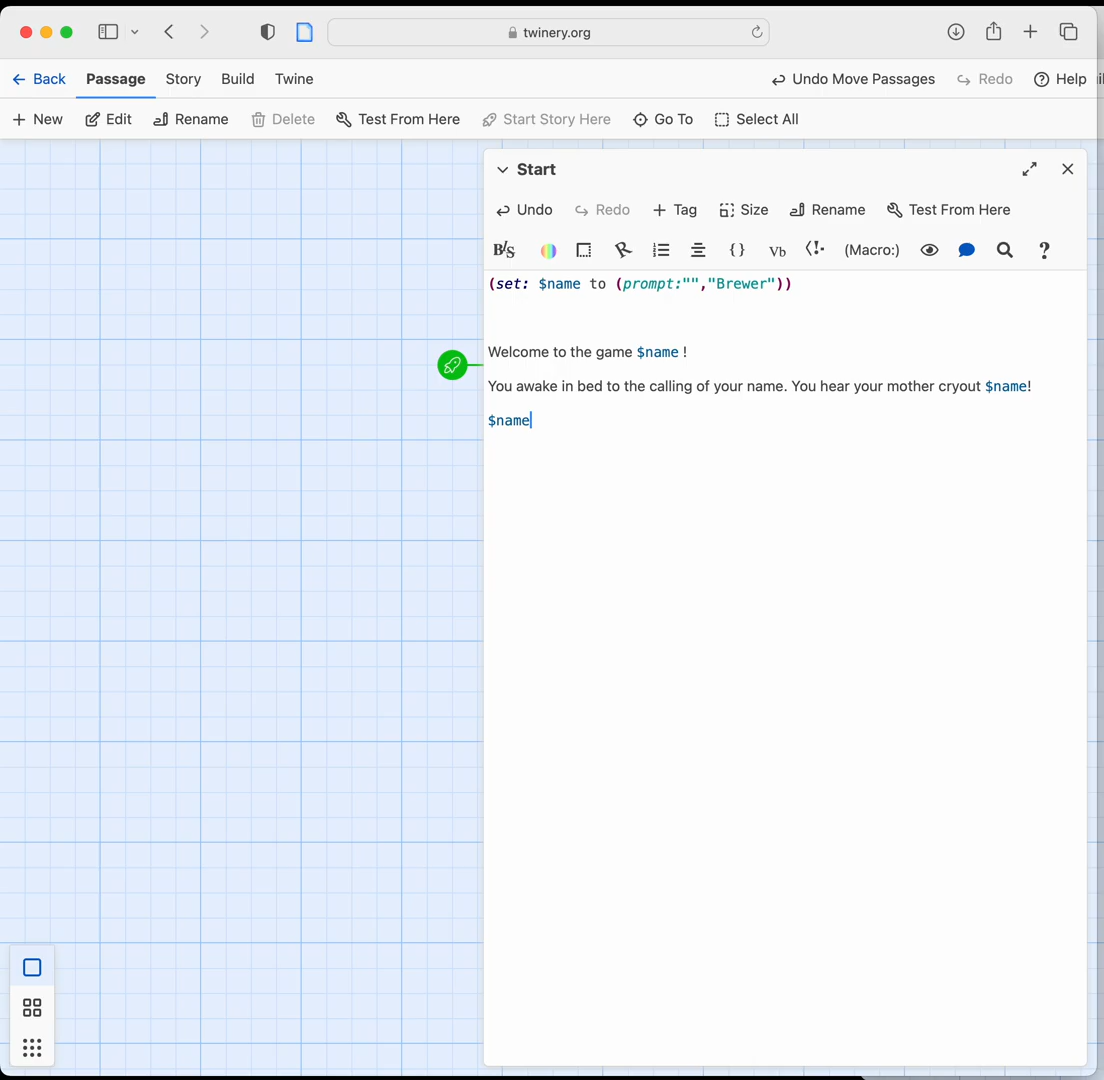 twinery.org
Back Passage Story Build Twine Undo Move Passages Redo Help
New Edit Rename Delete Test From Here Start Story Here Go To Select All
Start
Undo Redo + Tag Size Rename Test From Here
BIS { } Vb (Macro:) ?
(set: $name to (prompt:"","Brewer"))
Welcome to the game $name !
You awake in bed to the calling of your name. You hear your mother cryout $name!
$name